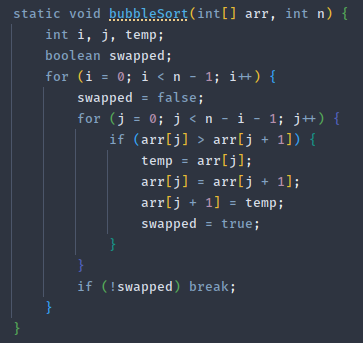 static void bubbleSort(int[] arr, int n) {
    int i, j, temp;
    boolean swapped;
    for (i = 0; i < n - 1; i++) {
        swapped = false;
        for (j = 0; j < n - i - 1; j++) {
            if (arr[j] > arr[j + 1]) {
                temp = arr[j];
                arr[j] = arr[j + 1];
                arr[j + 1] = temp;
                swapped = true;
            }
        }
        if (!swapped) break;
    }
}